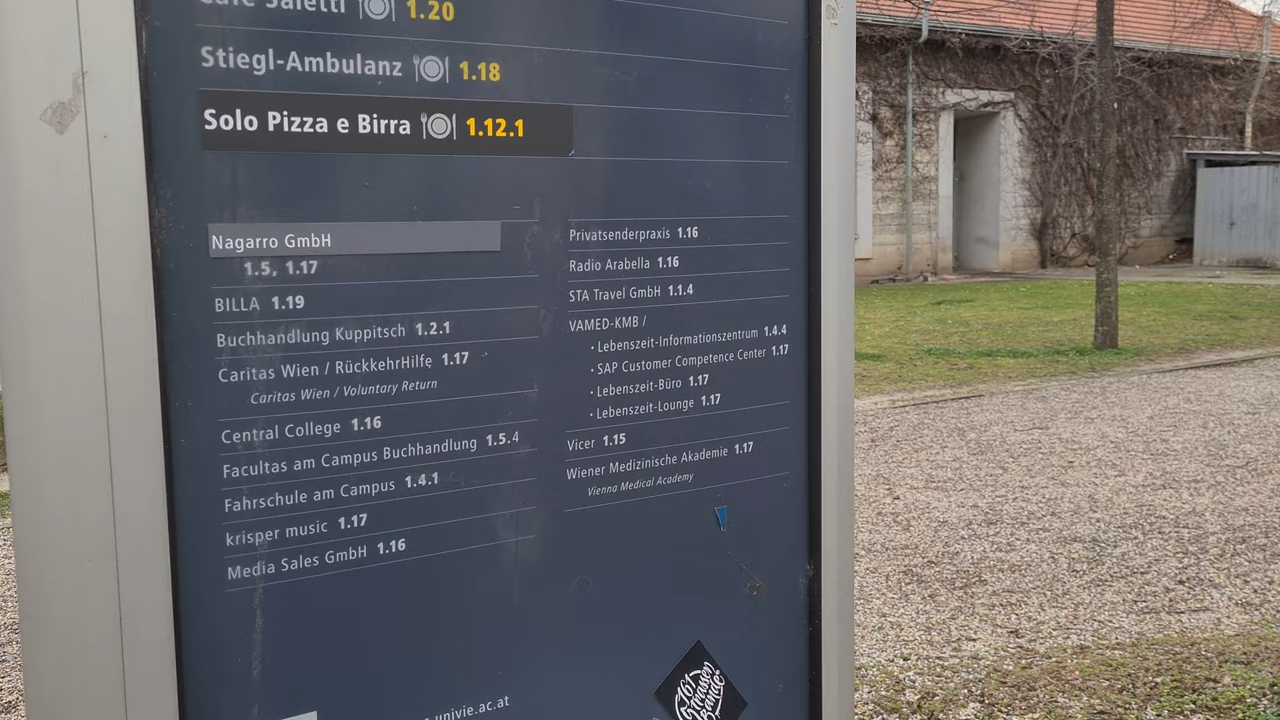 Café Saletti 1.20
Stiegl-Ambulanz 1.18
Solo Pizza e Birra 1.12.1
Nagarro GmbH
1.5, 1.17
BILLA 1.19
Buchhandlung Kuppitsch 1.2.1
Caritas Wien / RückkehrHilfe 1.17
Caritas Wien / Voluntary Return
Central College 1.16
Facultas am Campus Buchhandlung 1.5.4
Fahrschule am Campus 1.4.1
krisper music 1.17
Media Sales GmbH 1.16
Privatsenderpraxis 1.16
Radio Arabella 1.16
STA Travel GmbH 1.1.4
VAMED-KMB /
· Lebenszeit-Informationszentrum 1.4.4
· SAP Customer Competence Center 1.17
· Lebenszeit-Büro 1.17
· Lebenszeit-Lounge 1.17
Vicer 1.15
Wiener Medizinische Akademie 1.17
Vienna Medical Academy
univie.ac.at
161